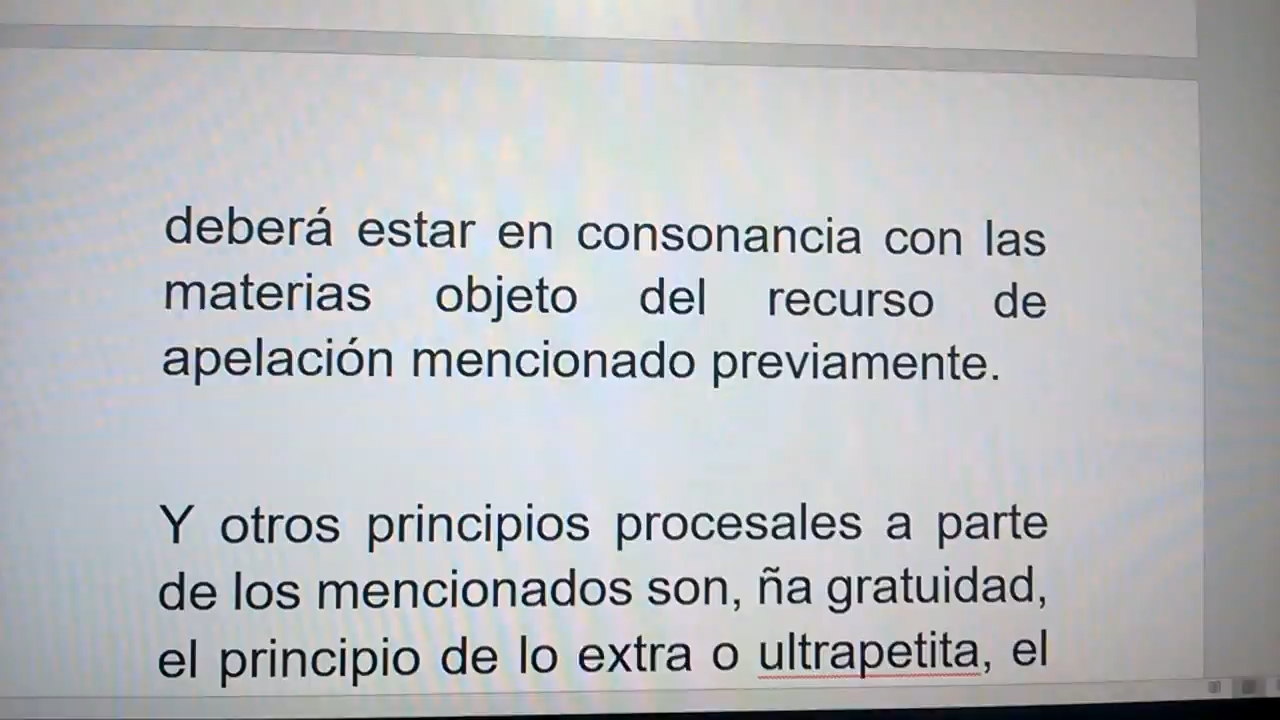 deberá estar en consonancia con las
materias objeto del recurso de
apelación mencionado previamente.
Y otros principios procesales a parte
de los mencionados son, ña gratuidad,
el principio de lo extra o ultrapetita, el